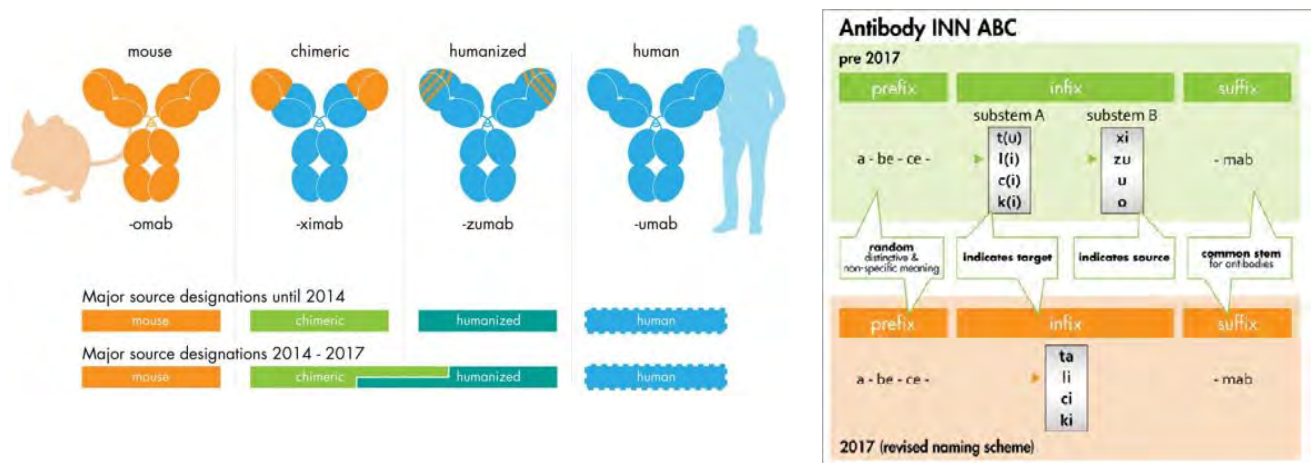 mouse
chimeric
humanized
human
-omab
-ximab
-zumab
-umab
Major source designations until 2014
mouse
chimeric
humanized
human
Major source designations 2014 - 2017
mouse
chimeric
humanized
human
Antibody INN ABC
pre 2017
prefix
infix
suffix
substem A
substem B
a - be - ce -
t(u)
l(i)
c(i)
k(i)
xi
zu
u
o
- mab
random
distinctive &
non-specific meaning
indicates target
indicates source
common stem
for antibodies
prefix
infix
suffix
a - be - ce -
ta
li
ci
ki
- mab
2017 (revised naming scheme)